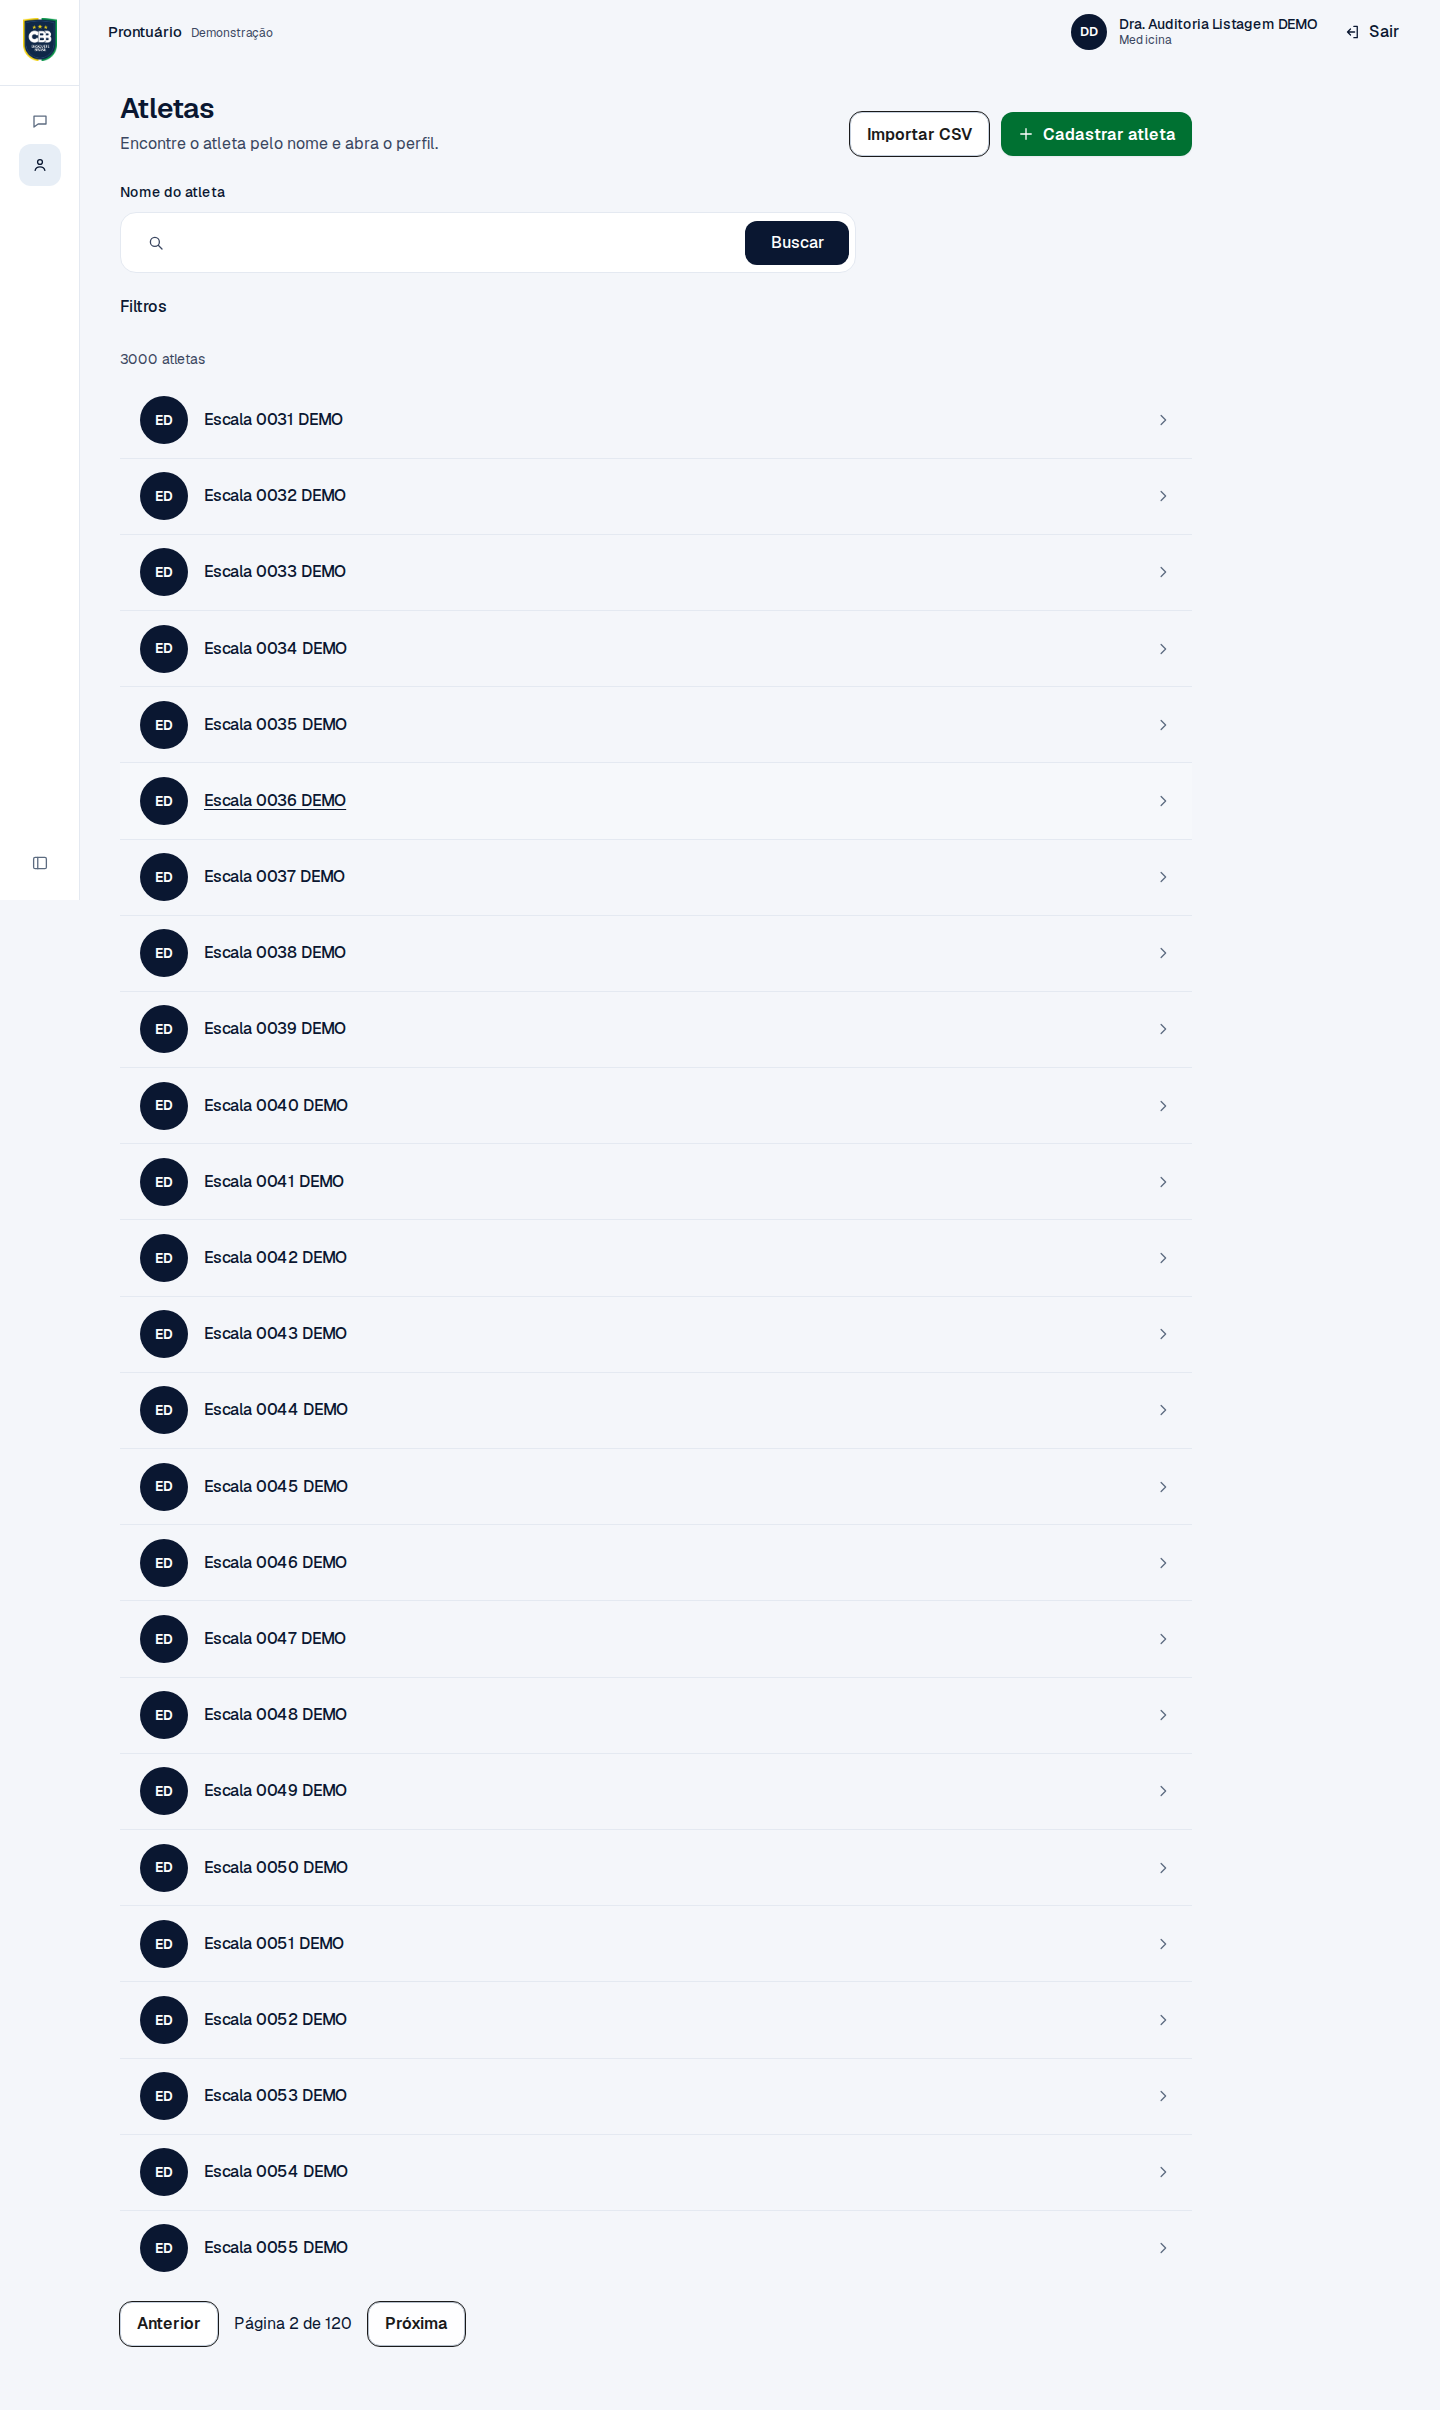 CBB
Prontuário Demonstração
DD
Dra. Auditoria Listagem DEMO
Medicina
Sair
Atletas
Encontre o atleta pelo nome e abra o perfil.
Importar CSV
Cadastrar atleta
Nome do atleta
Buscar
Filtros
3000 atletas
ED Escala 0031 DEMO
ED Escala 0032 DEMO
ED Escala 0033 DEMO
ED Escala 0034 DEMO
ED Escala 0035 DEMO
ED Escala 0036 DEMO
ED Escala 0037 DEMO
ED Escala 0038 DEMO
ED Escala 0039 DEMO
ED Escala 0040 DEMO
ED Escala 0041 DEMO
ED Escala 0042 DEMO
ED Escala 0043 DEMO
ED Escala 0044 DEMO
ED Escala 0045 DEMO
ED Escala 0046 DEMO
ED Escala 0047 DEMO
ED Escala 0048 DEMO
ED Escala 0049 DEMO
ED Escala 0050 DEMO
ED Escala 0051 DEMO
ED Escala 0052 DEMO
ED Escala 0053 DEMO
ED Escala 0054 DEMO
ED Escala 0055 DEMO
Anterior Página 2 de 120 Próxima